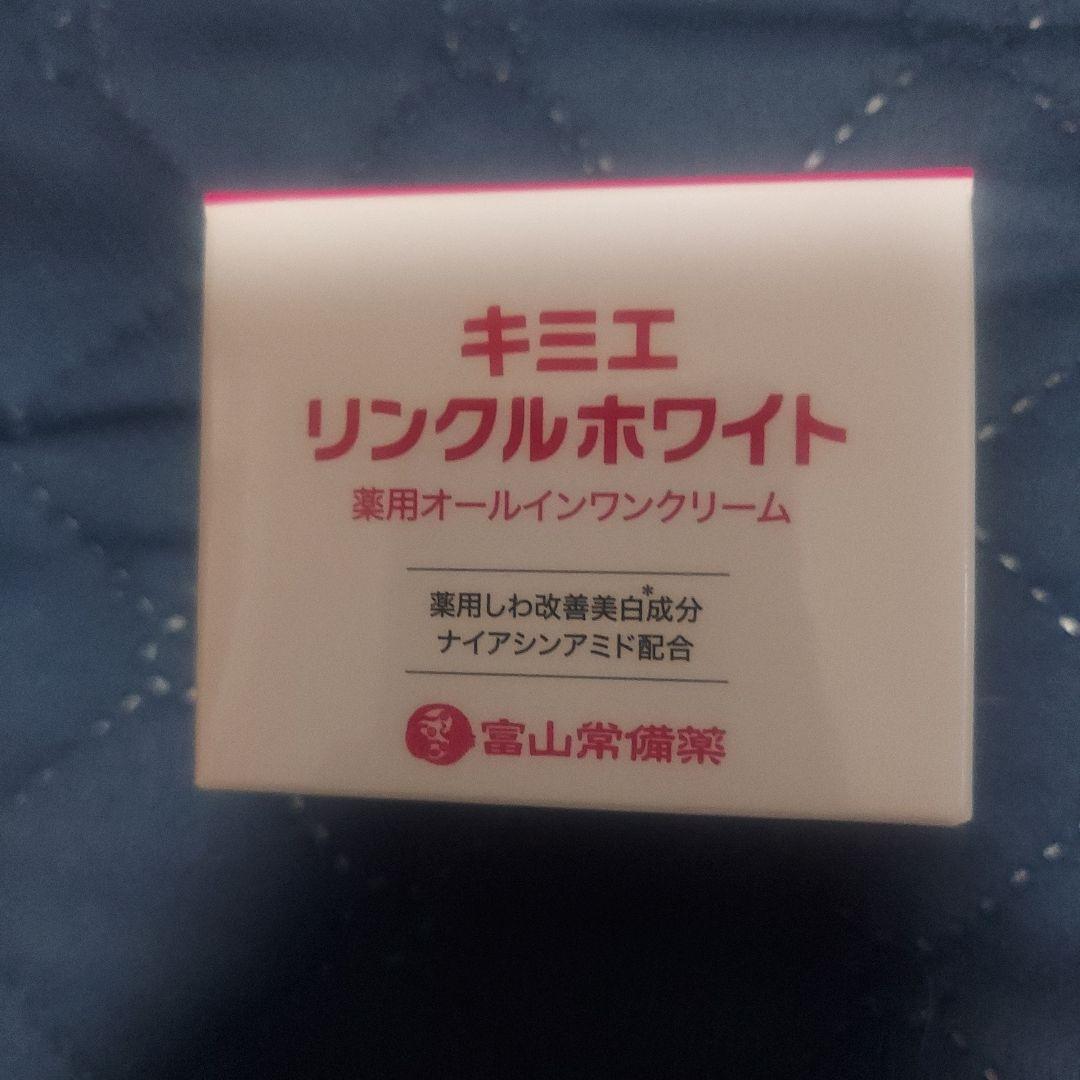 キミエ
リンクルホワイト
薬用オールインワンクリーム
薬用しわ改善美白*成分
ナイアシンアミド配合
富山常備薬